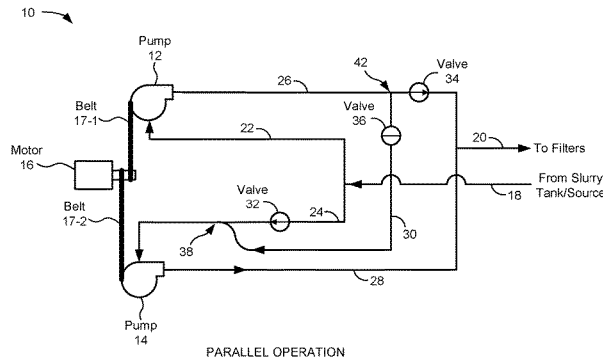 10
Pump
12
Belt
17-1
Motor
16
Belt
17-2
Pump
14
26
42
Valve
34
Valve
36
22
20
To Filters
From Slurry
Tank/Source
18
Valve
32
24
38
30
28
PARALLEL OPERATION